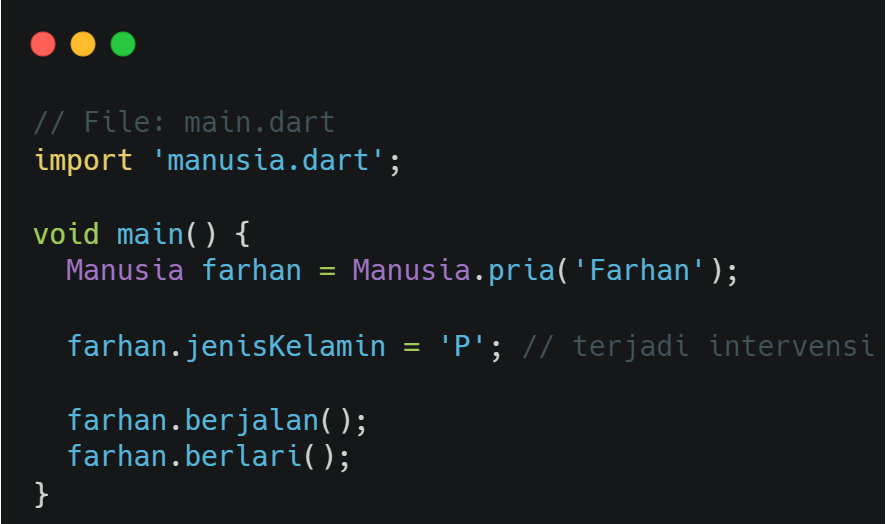 // File: main.dart
import 'manusia.dart';
void main() {
  Manusia farhan = Manusia.pria('Farhan');
  farhan.jenisKelamin = 'P'; // terjadi intervensi
  farhan.berjalan();
  farhan.berlari();
}